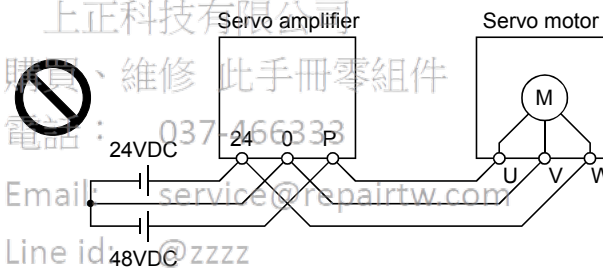 上正科技有限公司
Servo amplifier
Servo motor
購買、維修 此手冊零組件
M
電話： 037-466333
24 0 P
24VDC
U V W
Email: service@repairtw.com
Line id: @zzzz
48VDC